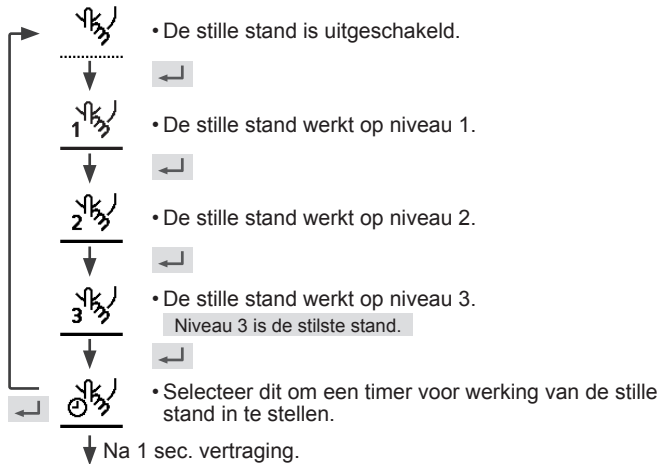 • De stille stand is uitgeschakeld.
1
• De stille stand werkt op niveau 1.
2
• De stille stand werkt op niveau 2.
3
• De stille stand werkt op niveau 3.
Niveau 3 is de stilste stand.
• Selecteer dit om een timer voor werking van de stille
stand in te stellen.
Na 1 sec. vertraging.